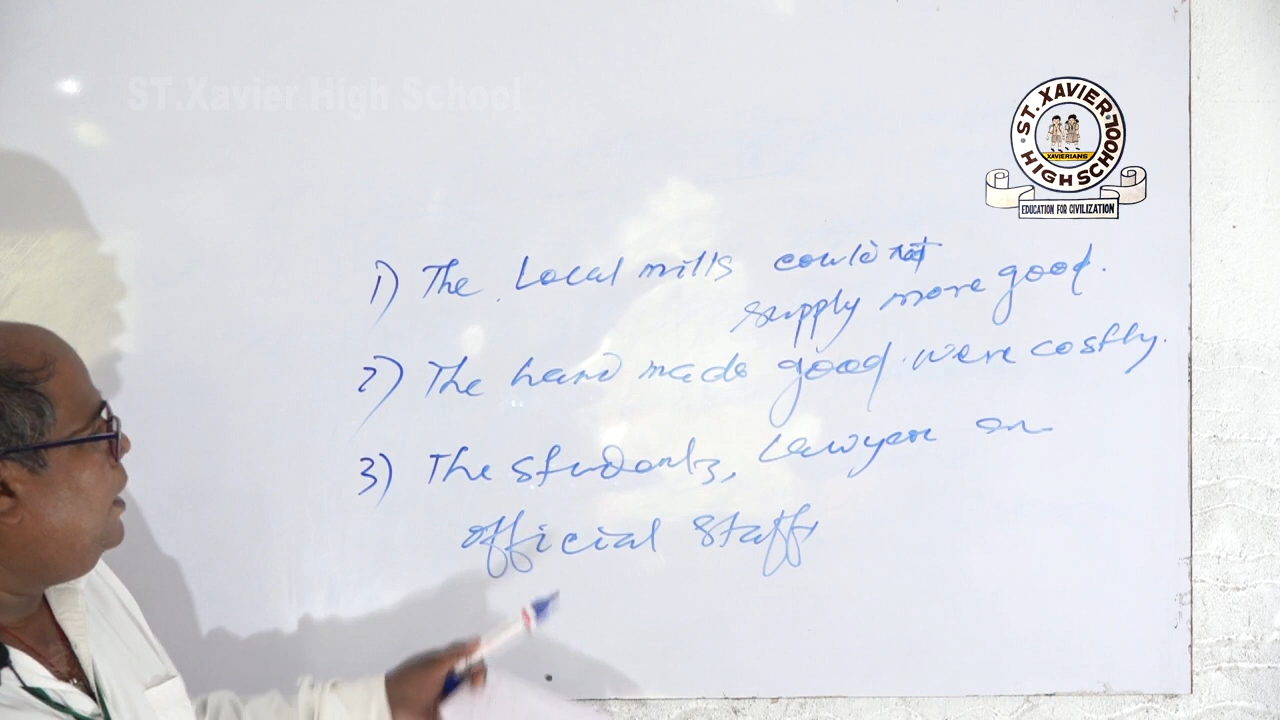 ST.Xavier High School
ST. XAVIER HIGH SCHOOL
XAVIERIANS
EDUCATION FOR CIVILIZATION
1) The Local mills could not
supply more good.
2) The hand made good were costly.
3) The students, Lawyer
official staff